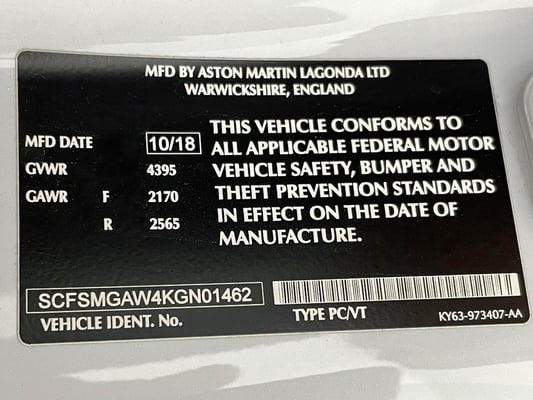 MFD BY ASTON MARTIN LAGONDA LTD
WARWICKSHIRE, ENGLAND
MFD DATE 10/18
GVWR 4395
GAWR F 2170
R 2565
THIS VEHICLE CONFORMS TO
ALL APPLICABLE FEDERAL MOTOR
VEHICLE SAFETY, BUMPER AND
THEFT PREVENTION STANDARDS
IN EFFECT ON THE DATE OF
MANUFACTURE.
SCFSMGAW4KGN01462
VEHICLE IDENT. No.
TYPE PC/VT
KY63-973407-AA